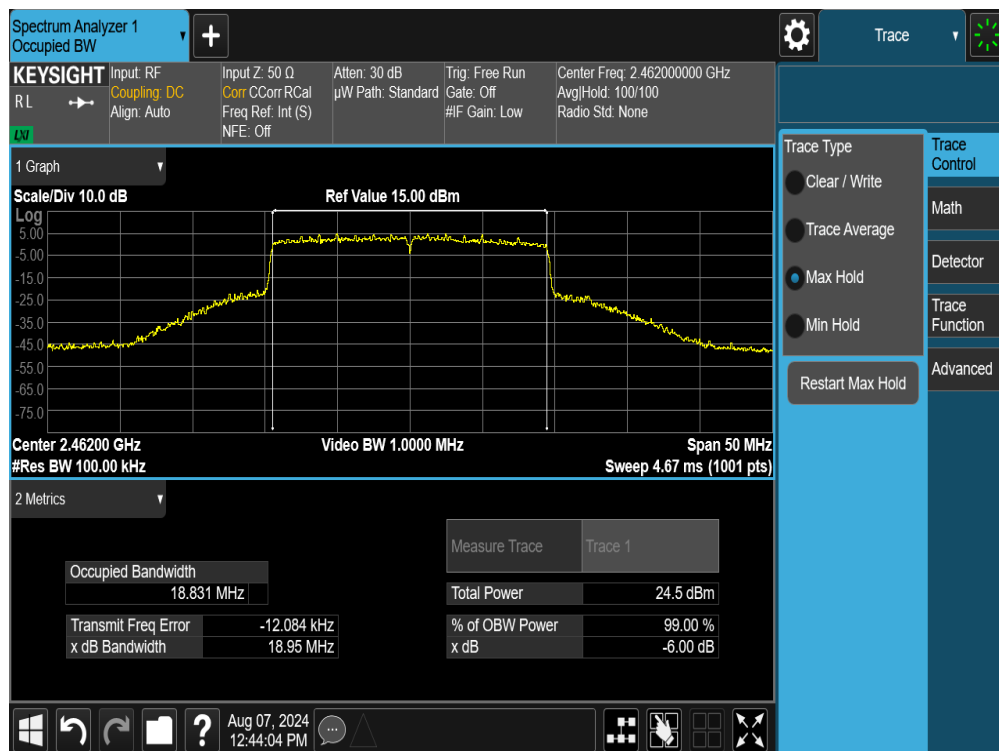 Spectrum Analyzer 1
Occupied BW
+
Trace
KEYSIGHT
RL
LXI
Input: RF
Coupling: DC
Align: Auto
Input Z: 50 Ω
Corr CCorr RCal
Freq Ref: Int (S)
NFE: Off
Atten: 30 dB
µW Path: Standard
Trig: Free Run
Gate: Off
#IF Gain: Low
Center Freq: 2.462000000 GHz
Avg|Hold: 100/100
Radio Std: None
1 Graph
Scale/Div 10.0 dB
Ref Value 15.00 dBm
Log
5.00
-5.00
-15.0
-25.0
-35.0
-45.0
-55.0
-65.0
-75.0
Center 2.46200 GHz
Video BW 1.0000 MHz
Span 50 MHz
#Res BW 100.00 kHz
Sweep 4.67 ms (1001 pts)
2 Metrics
Measure Trace
Trace 1
Occupied Bandwidth
18.831 MHz
Total Power
24.5 dBm
Transmit Freq Error
-12.084 kHz
% of OBW Power
99.00 %
x dB Bandwidth
18.95 MHz
x dB
-6.00 dB
Trace Type
Clear / Write
Trace Average
Max Hold
Min Hold
Restart Max Hold
Trace
Control
Math
Detector
Trace
Function
Advanced
?
Aug 07, 2024
12:44:04 PM